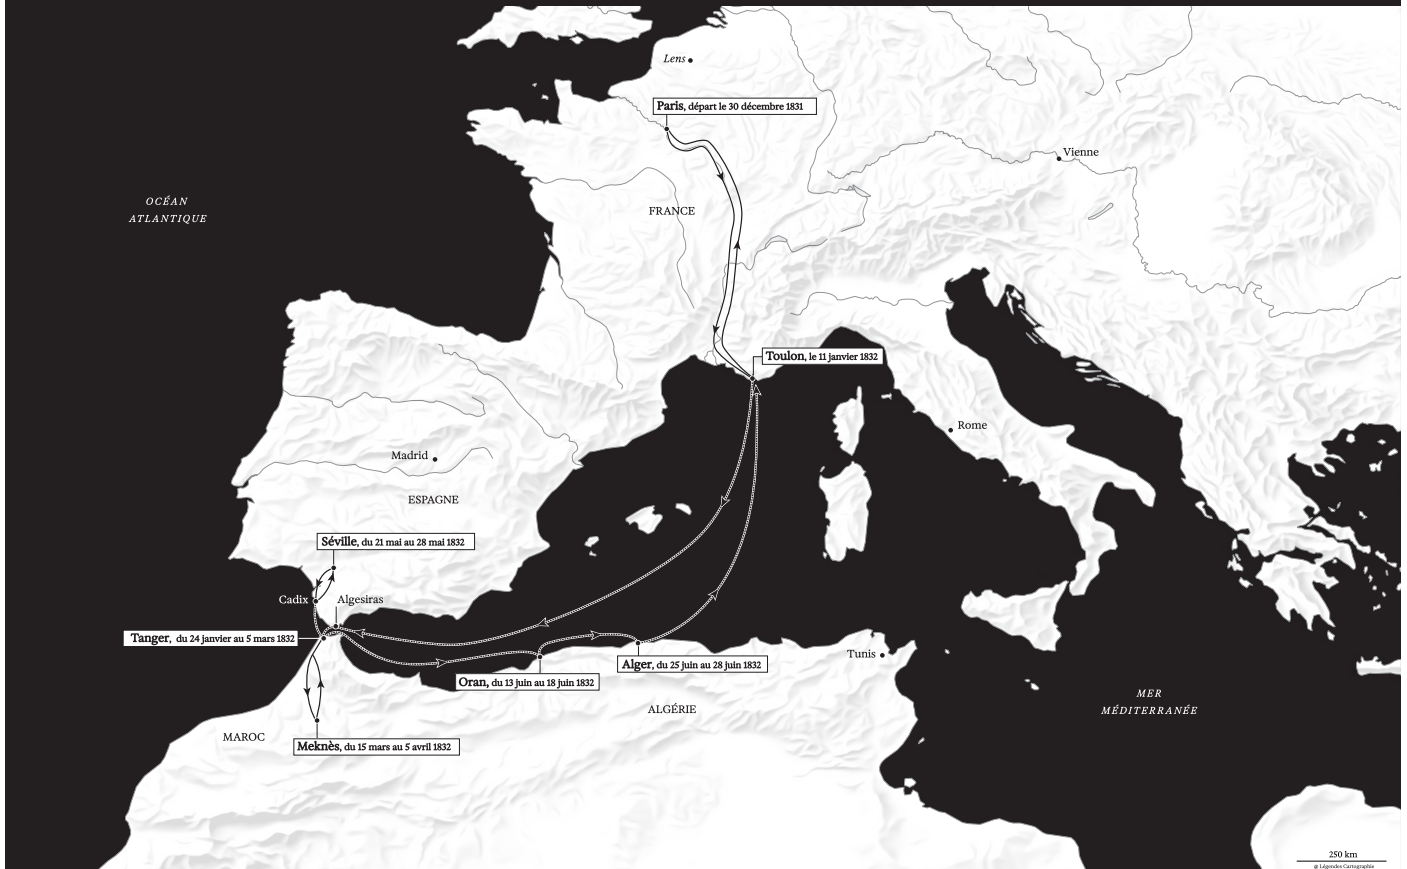 Lens
Paris, départ le 30 décembre 1831
Vienne
OCÉAN
ATLANTIQUE
FRANCE
Toulon, le 11 janvier 1832
Rome
Madrid
ESPAGNE
Séville, du 21 mai au 28 mai 1832
Cadix
Algesiras
Tanger, du 24 janvier au 5 mars 1832
Tunis
Alger, du 25 juin au 28 juin 1832
Oran, du 13 juin au 18 juin 1832
MER
MÉDITERRANÉE
ALGÉRIE
MAROC
Meknès, du 15 mars au 5 avril 1832
250 km
@ Légendes Cartographie